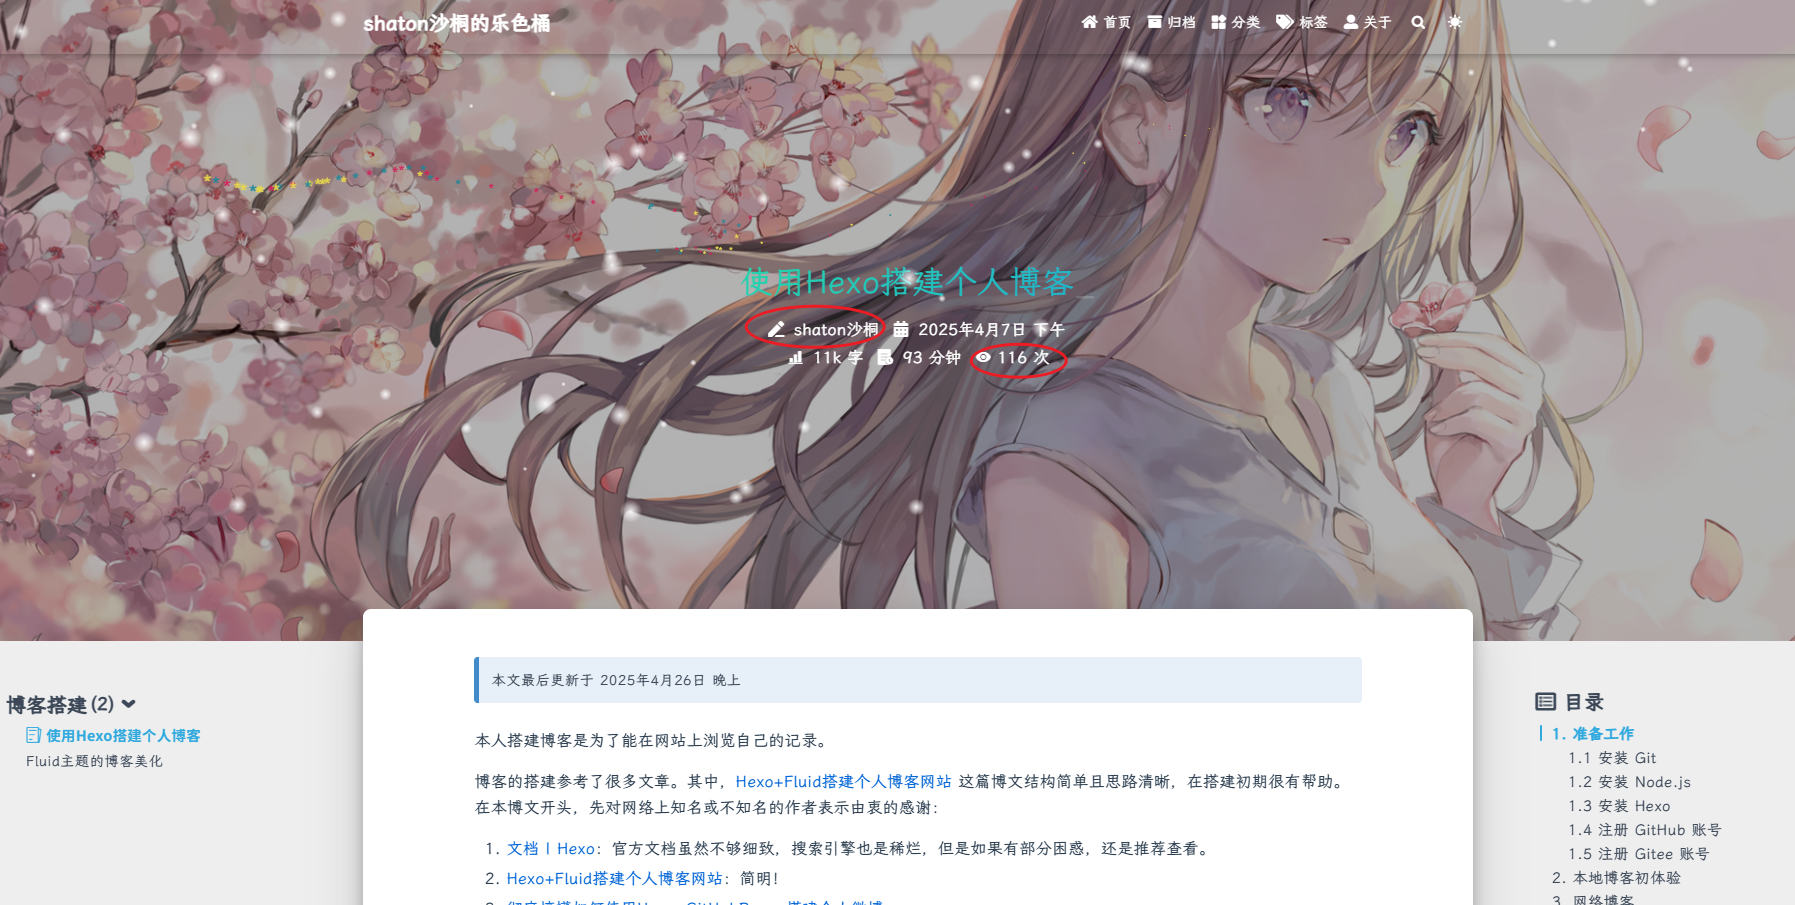 shaton沙桐的乐色桶
首页 归档 分类 标签 关于
使用Hexo搭建个人博客_
shaton沙桐 2025年4月7日 下午
11k 字 93 分钟 116 次
本文最后更新于 2025年4月26日 晚上
博客搭建 (2)
使用Hexo搭建个人博客
Fluid主题的博客美化
本人搭建博客是为了能在网站上浏览自己的记录。
博客的搭建参考了很多文章。其中，Hexo+Fluid搭建个人博客网站 这篇博文结构简单且思路清晰，在搭建初期很有帮助。
在本博文开头，先对网络上知名或不知名的作者表示由衷的感谢：
1. 文档 | Hexo：官方文档虽然不够细致，搜索引擎也是稀烂，但是如果有部分困惑，还是推荐查看。
2. Hexo+Fluid搭建个人博客网站：简明！
目录
1. 准备工作
1.1 安装 Git
1.2 安装 Node.js
1.3 安装 Hexo
1.4 注册 GitHub 账号
1.5 注册 Gitee 账号
2. 本地博客初体验
3. 网络博客